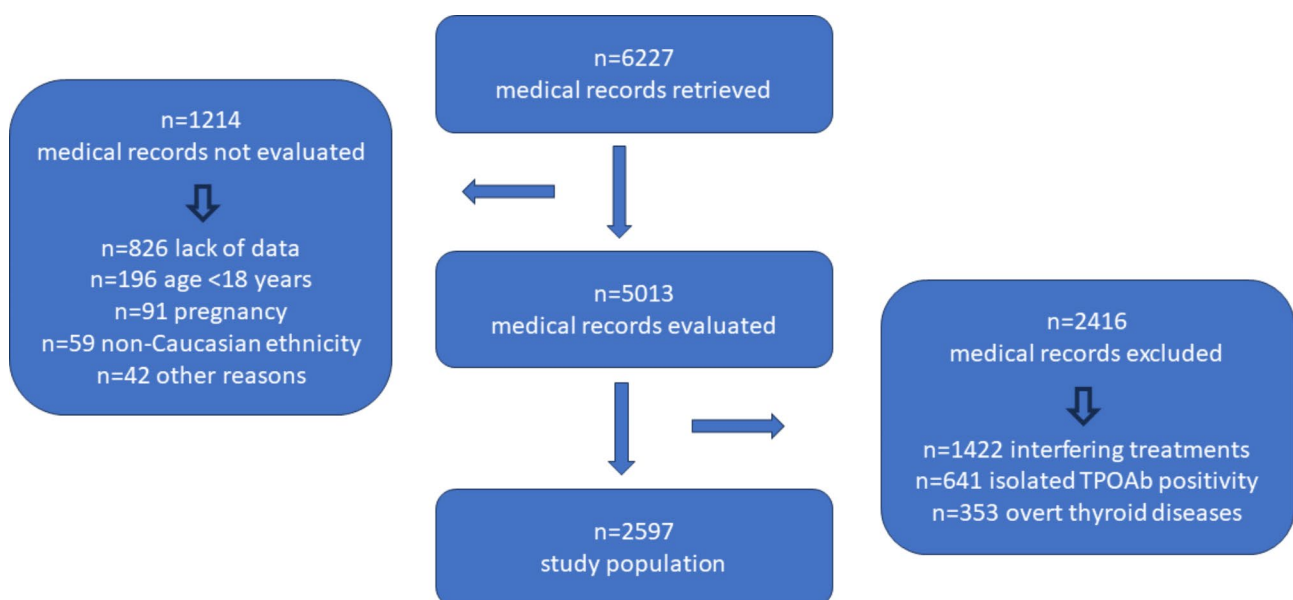 n=6227
medical records retrieved
n=1214
medical records not evaluated
n=826 lack of data
n=196 age <18 years
n=91 pregnancy
n=59 non-Caucasian ethnicity
n=42 other reasons
n=5013
medical records evaluated
n=2416
medical records excluded
n=1422 interfering treatments
n=641 isolated TPOAb positivity
n=353 overt thyroid diseases
n=2597
study population